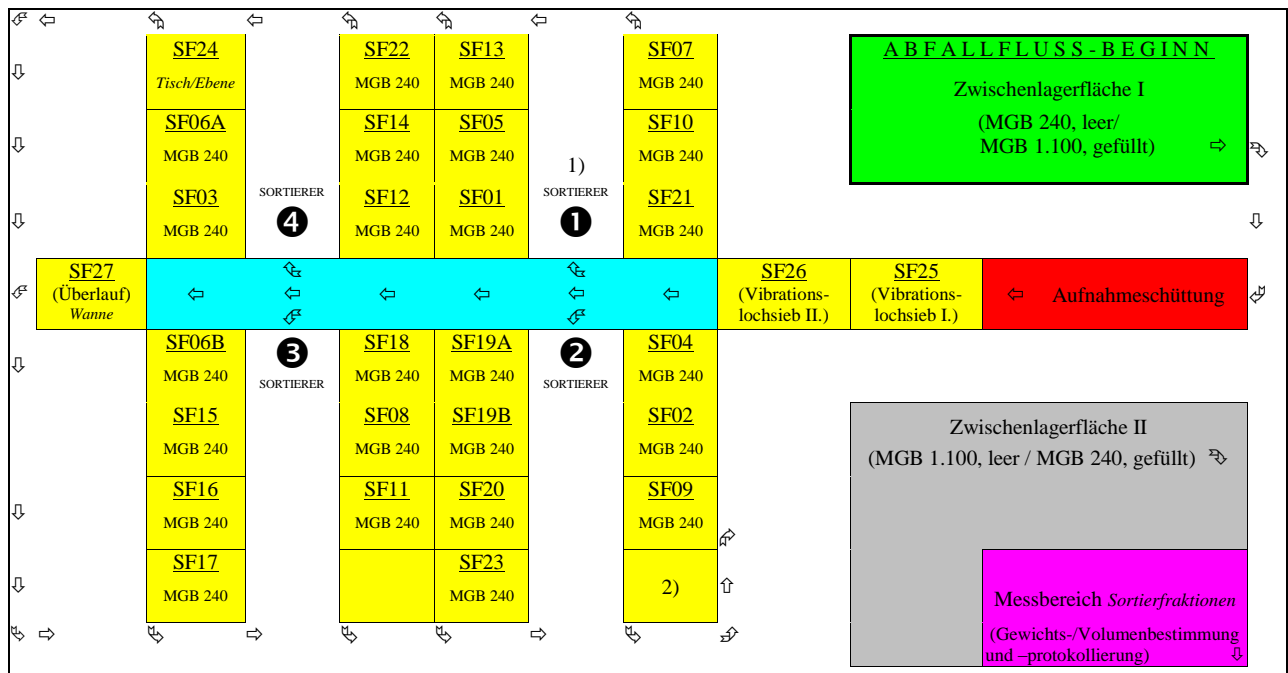 SF24
Tisch/Ebene
SF22
MGB 240
SF13
MGB 240
SF07
MGB 240
ABFALLFLUSS-BEGINN
Zwischenlagerfläche I
(MGB 240, leer/
MGB 1.100, gefüllt)
SF06A
MGB 240
SF14
MGB 240
SF05
MGB 240
SF10
MGB 240
SF03
MGB 240
SORTIERER
4
SF12
MGB 240
SF01
MGB 240
1)
SORTIERER
1
SF21
MGB 240
SF27
(Überlauf)
Wanne
SF26
(Vibrations-
lochsieb II.)
SF25
(Vibrations-
lochsieb I.)
Aufnahmeschüttung
SF06B
MGB 240
3
SORTIERER
SF18
MGB 240
SF19A
MGB 240
2
SORTIERER
SF04
MGB 240
SF15
MGB 240
SF08
MGB 240
SF19B
MGB 240
SF02
MGB 240
Zwischenlagerfläche II
(MGB 1.100, leer / MGB 240, gefüllt)
SF16
MGB 240
SF11
MGB 240
SF20
MGB 240
SF09
MGB 240
SF17
MGB 240
SF23
MGB 240
2)
Messbereich Sortierfraktionen
(Gewichts-/Volumenbestimmung
und –protokollierung)